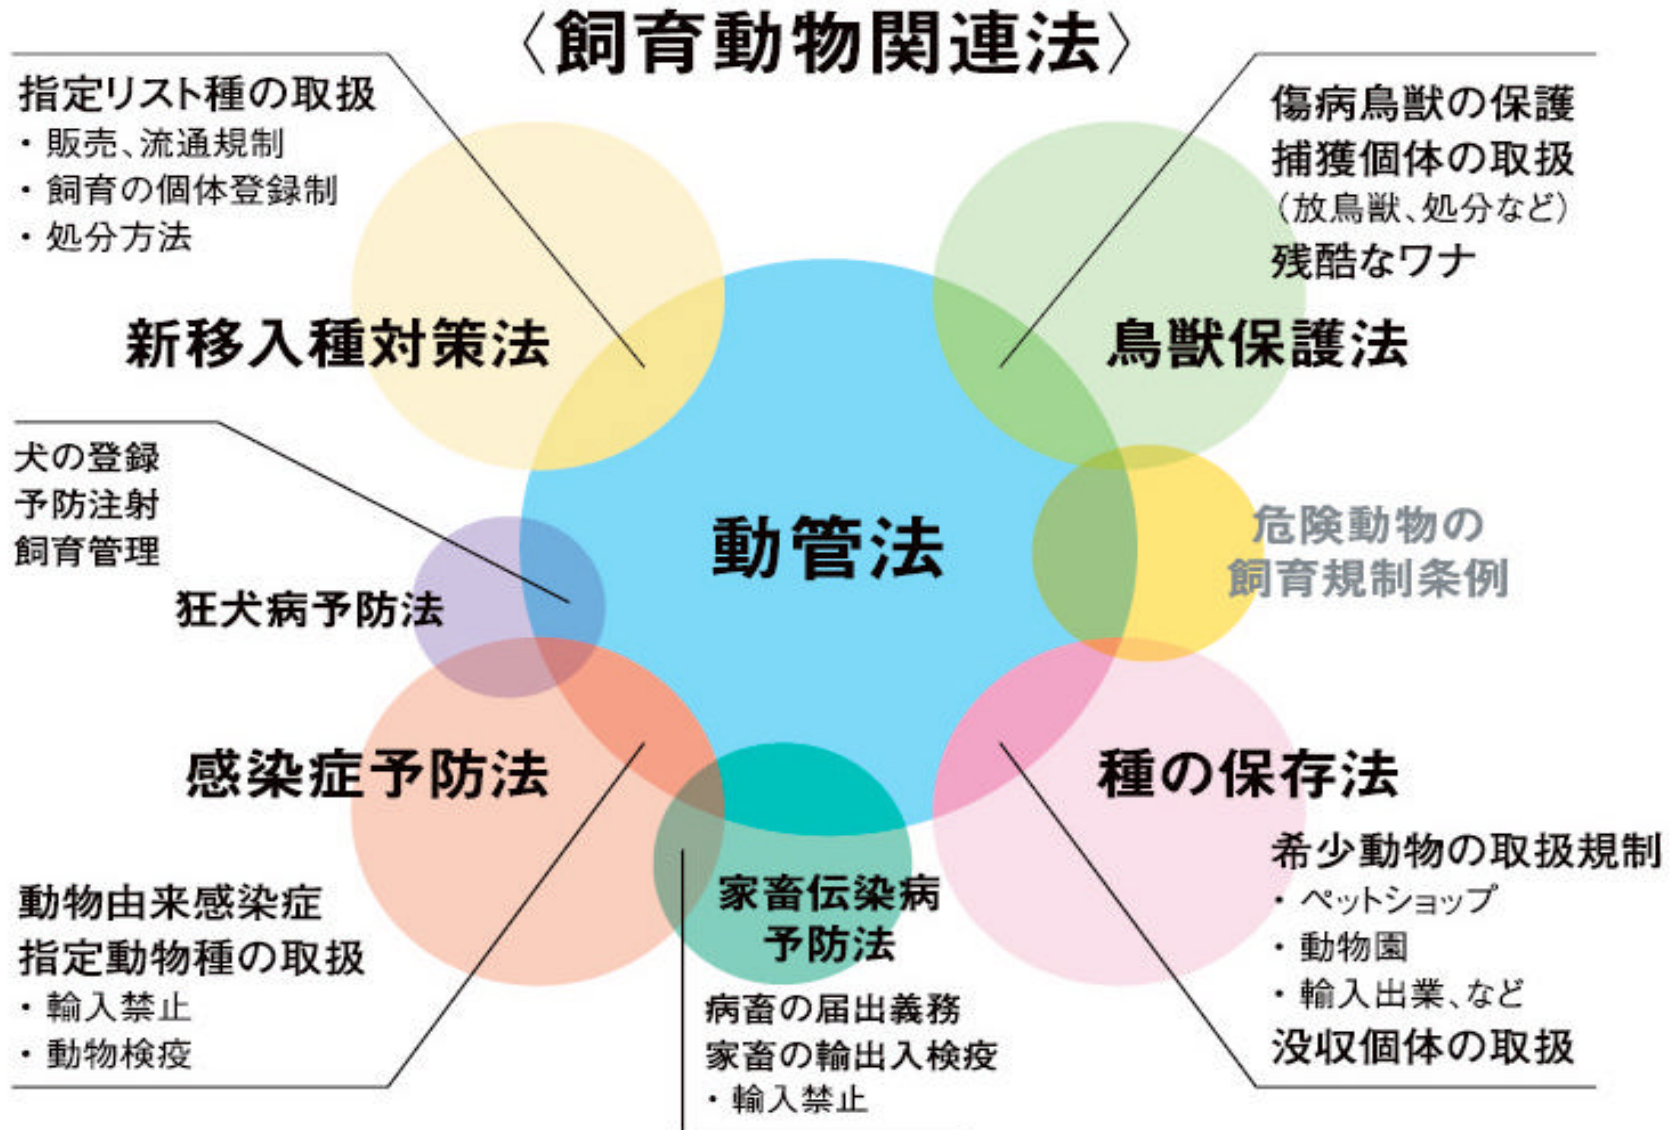 〈飼育動物関連法〉
指定リスト種の取扱
・販売、流通規制
・飼育の個体登録制
・処分方法
新移入種対策法
傷病鳥獣の保護
捕獲個体の取扱
（放鳥獣、処分など）
残酷なワナ
鳥獣保護法
犬の登録
予防注射
飼育管理
狂犬病予防法
動管法
危険動物の
飼育規制条例
感染症予防法
動物由来感染症
指定動物種の取扱
・輸入禁止
・動物検疫
家畜伝染病
予防法
病畜の届出義務
家畜の輸出入検疫
・輸入禁止
種の保存法
希少動物の取扱規制
・ペットショップ
・動物園
・輸入出業、など
没収個体の取扱